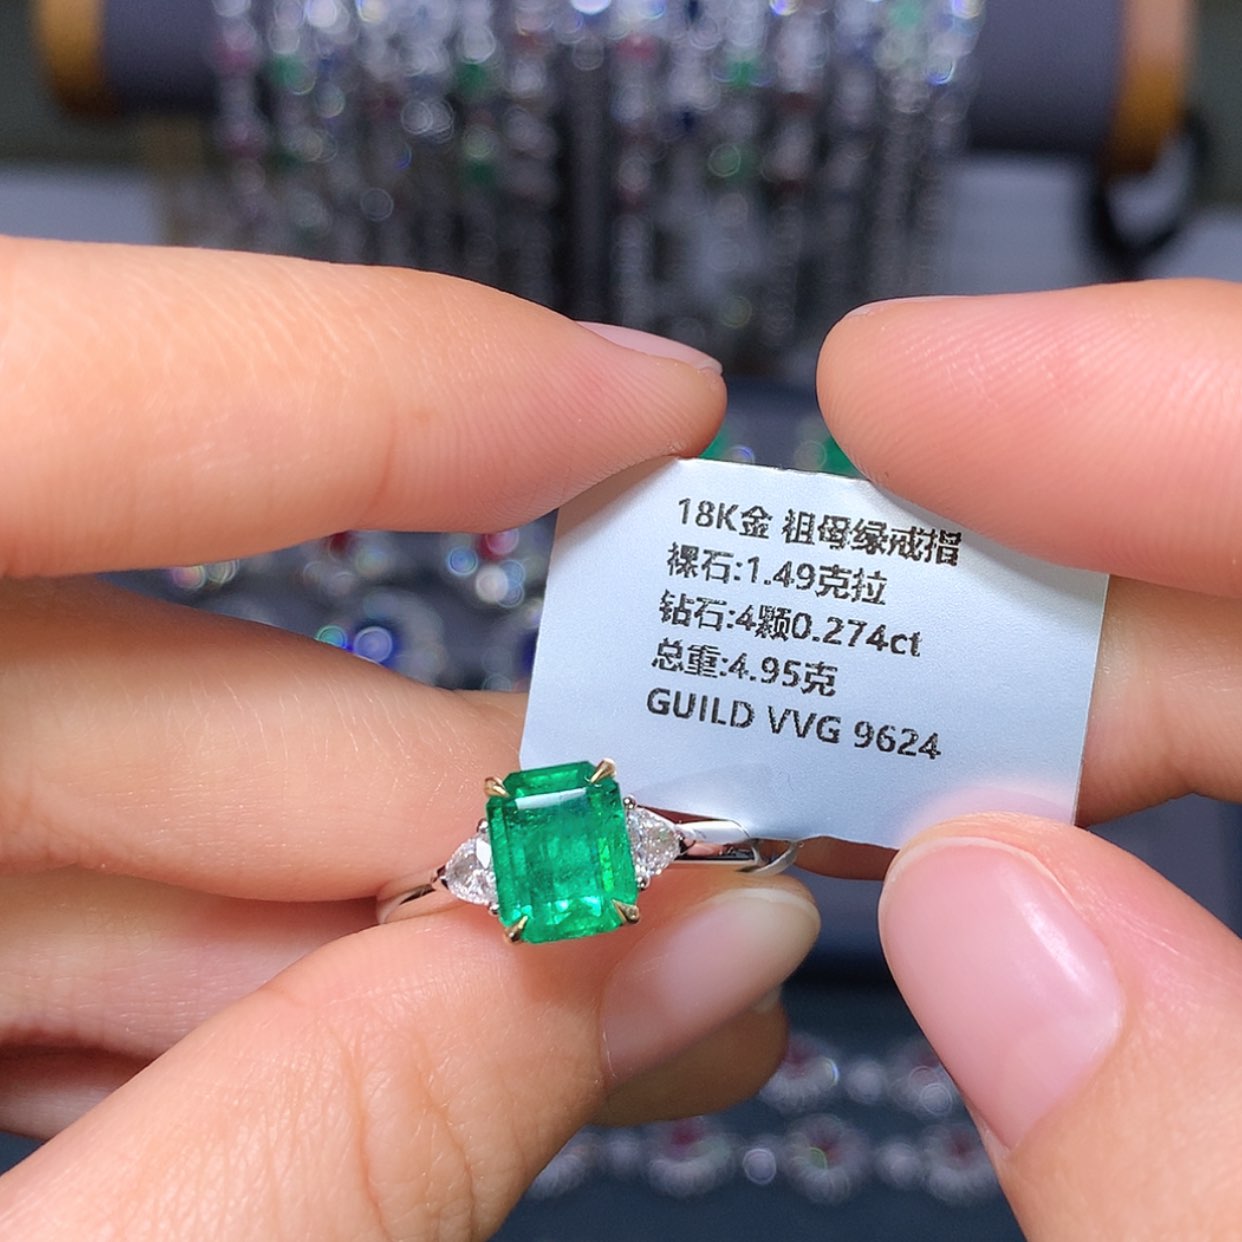 18K金 祖母绿戒指
裸石:1.49克拉
钻石:4颗0.274ct
总重:4.95克
GUILD VVG 9624